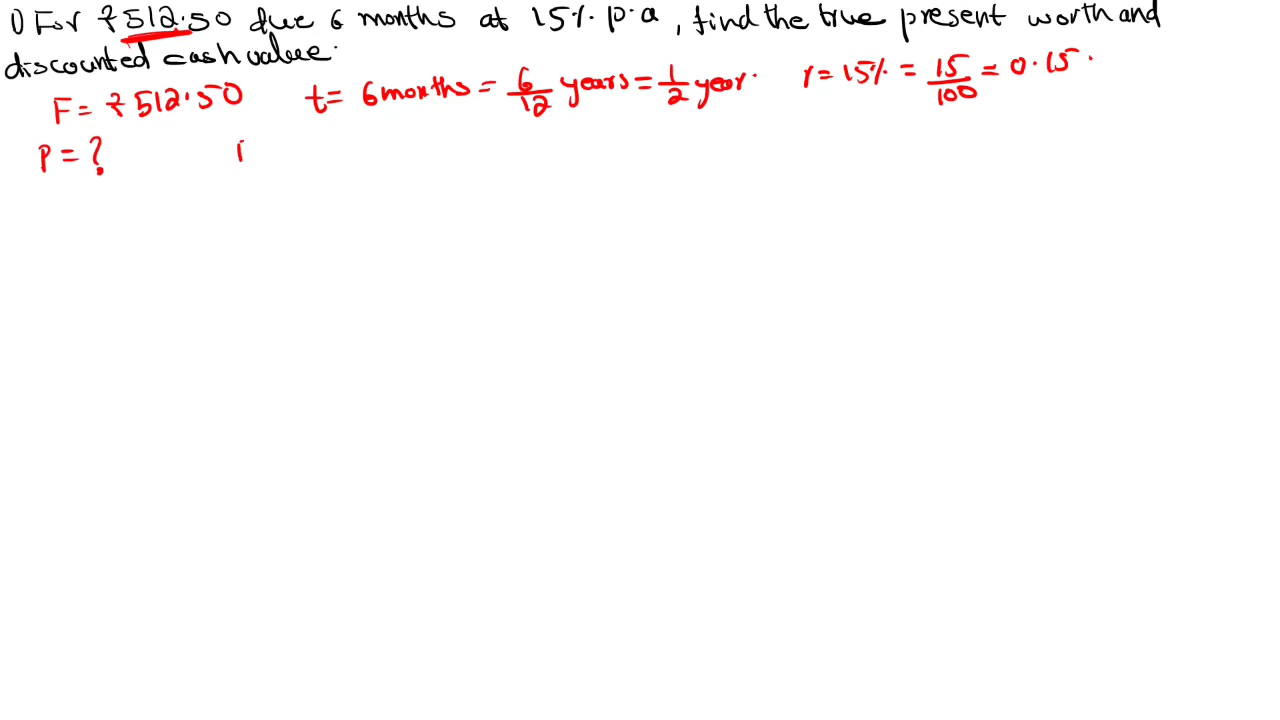 1) For ₹512.50 due 6 months at 15% p.a, find the true present worth and
discounted cash value.
F = ₹512.50 t = 6 months = 6/12 years = 1/2 year. r = 15% = 15/100 = 0.15.
P = ?